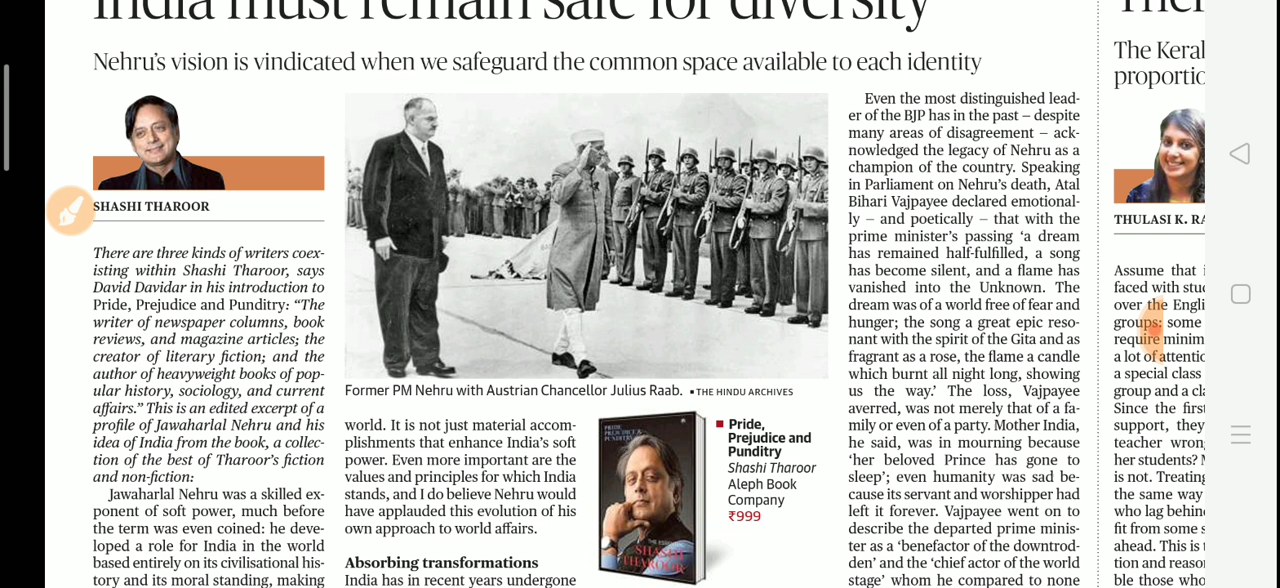 India must remain safe for diversity
Nehru's vision is vindicated when we safeguard the common space available to each identity
SHASHI THAROOR
There are three kinds of writers coex-
isting within Shashi Tharoor, says
David Davidar in his introduction to
Pride, Prejudice and Punditry: “The
writer of newspaper columns, book
reviews, and magazine articles; the
creator of literary fiction; and the
author of heavyweight books of pop-
ular history, sociology, and current
affairs.” This is an edited excerpt of a
profile of Jawaharlal Nehru and his
idea of India from the book, a collec-
tion of the best of Tharoor’s fiction
and non-fiction:
Jawaharlal Nehru was a skilled ex-
ponent of soft power, much before
the term was even coined: he deve-
loped a role for India in the world
based entirely on its civilisational his-
tory and its moral standing, making
Former PM Nehru with Austrian Chancellor Julius Raab. ▪ THE HINDU ARCHIVES
world. It is not just material accom-
plishments that enhance India’s soft
power. Even more important are the
values and principles for which India
stands, and I do believe Nehru would
have applauded this evolution of his
own approach to world affairs.
Absorbing transformations
India has in recent years undergone
PRIDE,
PREJUDICE &
PUNDITRY
THE ESSENTIAL
SHASHI
THAROOR
Pride,
Prejudice and
Punditry
Shashi Tharoor
Aleph Book
Company
₹999
Even the most distinguished lead-
er of the BJP has in the past – despite
many areas of disagreement – ack-
nowledged the legacy of Nehru as a
champion of the country. Speaking
in Parliament on Nehru’s death, Atal
Bihari Vajpayee declared emotional-
ly – and poetically – that with the
prime minister’s passing ‘a dream
has remained half-fulfilled, a song
has become silent, and a flame has
vanished into the Unknown. The
dream was of a world free of fear and
hunger; the song a great epic reso-
nant with the spirit of the Gita and as
fragrant as a rose, the flame a candle
which burnt all night long, showing
us the way.’ The loss, Vajpayee
averred, was not merely that of a fa-
mily or even of a party. Mother India,
he said, was in mourning because
‘her beloved Prince has gone to
sleep’; even humanity was sad be-
cause its servant and worshipper had
left it forever. Vajpayee went on to
describe the departed prime minis-
ter as a ‘benefactor of the downtrod-
den’ and the ‘chief actor of the world
stage’ whom he compared to none
The Keral
proportio
THULASI K. RA
Assume that i
faced with stud
over the Engli
groups: some
require minim
a lot of attentio
a special class
group and a cla
Since the first
support, they
teacher wron
her students?
is not. Treating
the same way
who lag behin
fit from some s
ahead. This is t
tion and reaso
ble those who